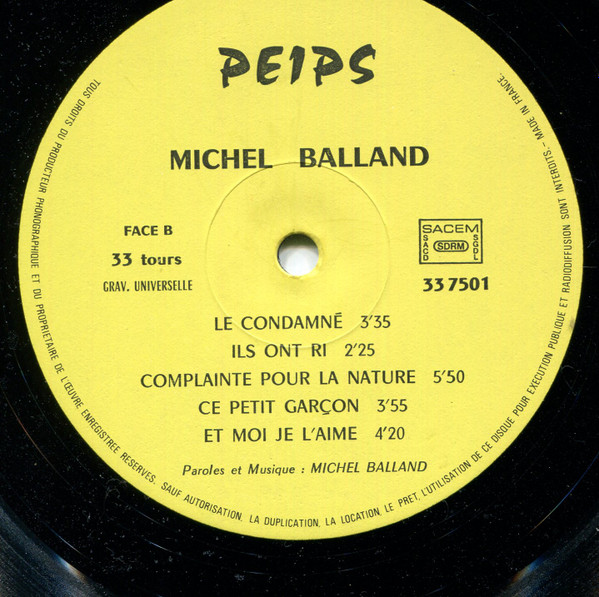 PEIPS
MICHEL BALLAND
FACE B
33 tours
GRAV. UNIVERSELLE
SACEM
SACD
SDRM
SGDL
33 7501
LE CONDAMNÉ 3'35
ILS ONT RI 2'25
COMPLAINTE POUR LA NATURE 5'50
CE PETIT GARÇON 3'55
ET MOI JE L'AIME 4'20
Paroles et Musique : MICHEL BALLAND
TOUS DROITS DU PRODUCTEUR PHONOGRAPHIQUE ET DU PROPRIETAIRE DE L'ŒUVRE ENREGISTREE RESERVES. SAUF AUTORISATION, LA DUPLICATION, LA LOCATION, LE PRET, L'UTILISATION DE CE DISQUE POUR EXECUTION PUBLIQUE ET RADIODIFFUSION SONT INTERDITS. - MADE IN FRANCE.